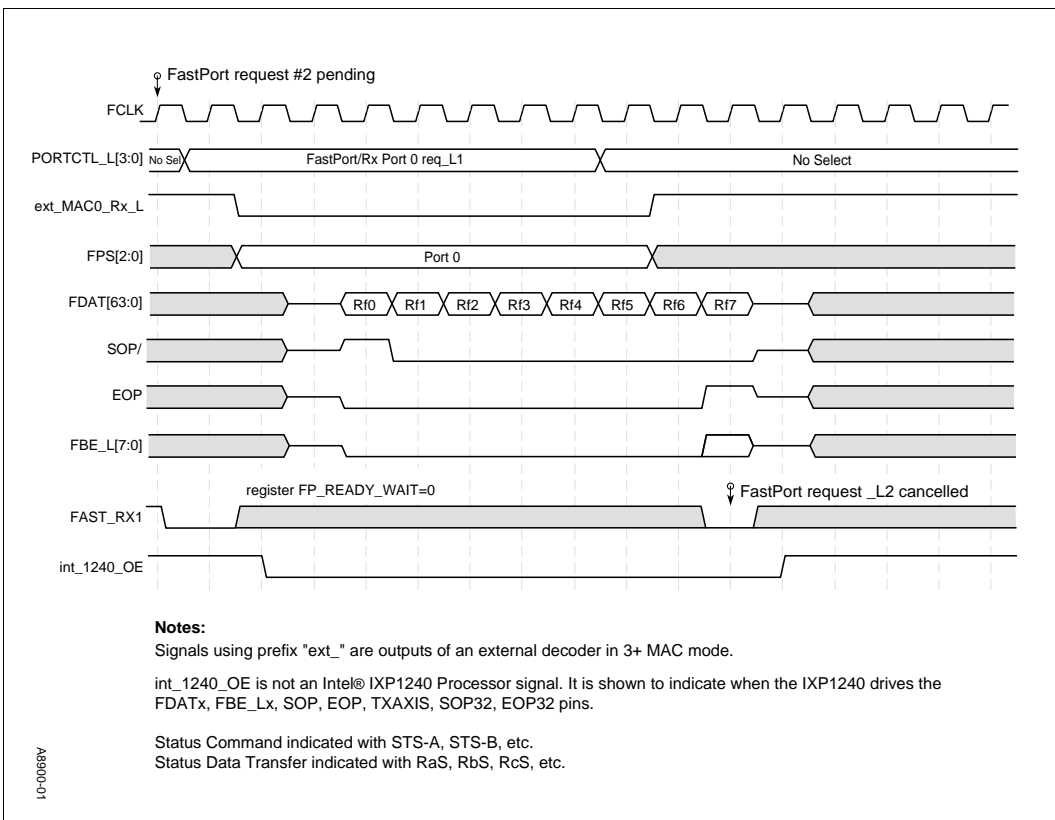 FastPort request #2 pending
FCLK
PORTCTL_L[3:0] No Sel FastPort/Rx Port 0 req_L1 No Select
ext_MAC0_Rx_L
FPS[2:0] Port 0
FDAT[63:0] Rf0 Rf1 Rf2 Rf3 Rf4 Rf5 Rf6 Rf7
SOP/
EOP
FBE_L[7:0]
register FP_READY_WAIT=0 FastPort request _L2 cancelled
FAST_RX1
int_1240_OE
Notes:
Signals using prefix "ext_" are outputs of an external decoder in 3+ MAC mode.
int_1240_OE is not an Intel® IXP1240 Processor signal. It is shown to indicate when the IXP1240 drives the
FDATx, FBE_Lx, SOP, EOP, TXAXIS, SOP32, EOP32 pins.
Status Command indicated with STS-A, STS-B, etc.
Status Data Transfer indicated with RaS, RbS, RcS, etc.
A8900-01